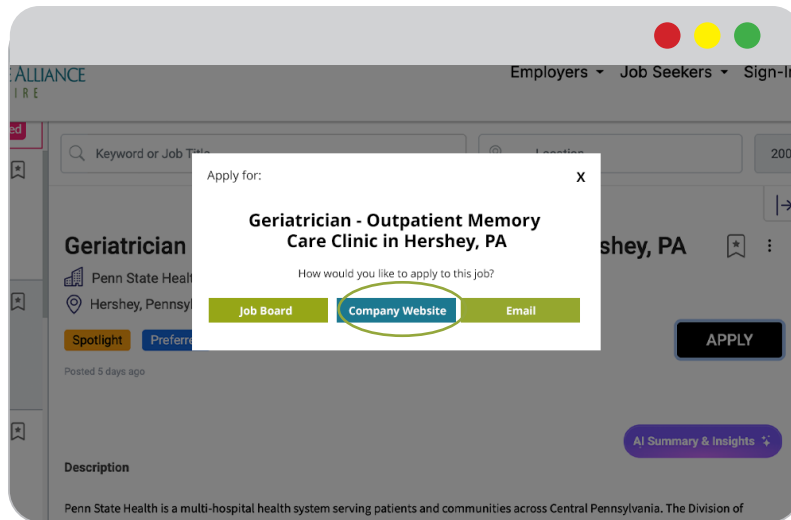 ALLIANCE
IRE
Employers Job Seekers Sign-I
ed
Keyword or Job Title
Location
200
Apply for:
X
Geriatrician - Outpatient Memory
Care Clinic in Hershey, PA
How would you like to apply to this job?
Job Board
Company Website
Email
Geriatrician
shey, PA
Penn State Healt
Hershey, Pennsyl
Spotlight
Preferre
APPLY
Posted 5 days ago
AI Summary & Insights
Description
Penn State Health is a multi-hospital health system serving patients and communities across Central Pennsylvania. The Division of